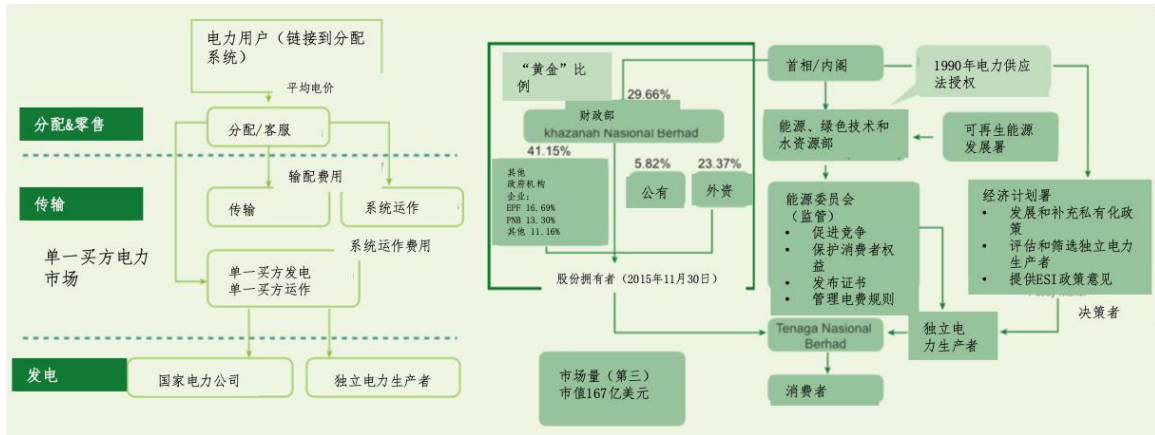 电力用户（链接到分配
系统）
平均电价
分配&零售
分配/客服
输配费用
传输
传输
系统运作
系统运作费用
单一买方电力
市场
单一买方发电
单一买方运作
发电
国家电力公司
独立电力生产者
“黄金”比
例
29.66%
财政部
khazanah Nasional Berhad
41.15%
5.82%
23.37%
其他
政府机构
企业：
EPF 16.69%
PNB 13.30%
其他 11.16%
公有
外资
股份拥有者（2015年11月30日）
首相/内阁
1990年电力供应
法授权
能源、绿色技术和
水资源部
可再生能源
发展署
能源委员会
（监管）
• 促进竞争
• 保护消费者权
益
• 发布证书
• 管理电费规则
经济计划署
• 发展和补充私有化政
策
• 评估和筛选独立电力
生产者
• 提供ESI政策意见
决策者
Tenaga Nasional
Berhad
独立电
力生产者
消费者
市场量（第三）
市值167亿美元